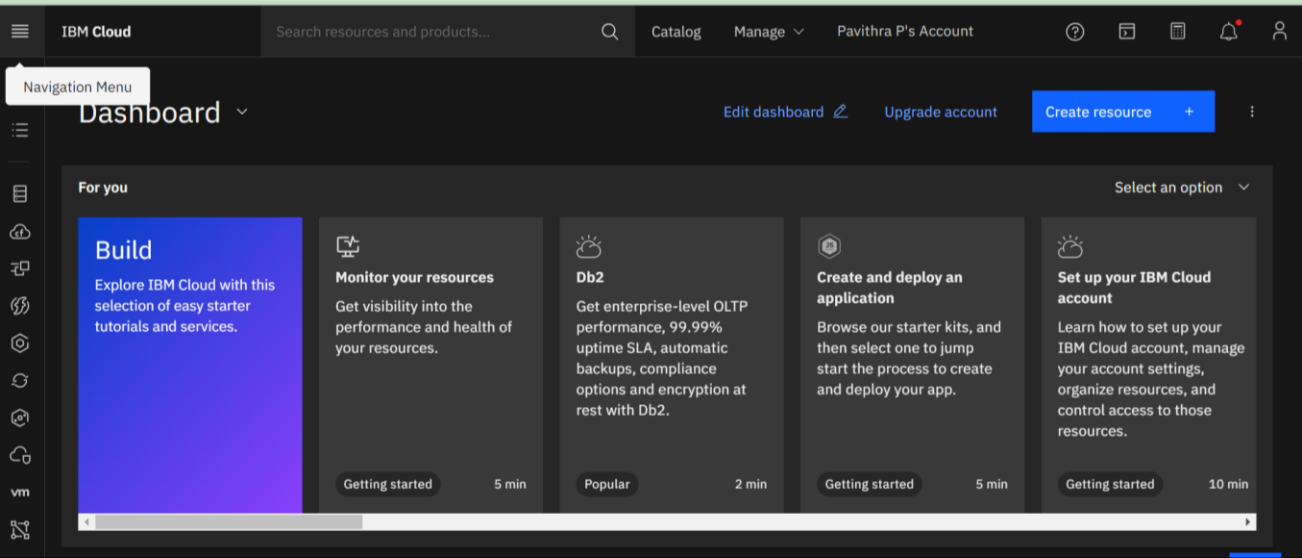 IBM Cloud
Search resources and products...
Catalog
Manage
Pavithra P's Account
Navigation Menu
Dashboard
Edit dashboard
Upgrade account
Create resource +
For you
Select an option
Build
Explore IBM Cloud with this
selection of easy starter
tutorials and services.
Monitor your resources
Get visibility into the
performance and health of
your resources.
Getting started
5 min
Db2
Get enterprise-level OLTP
performance, 99.99%
uptime SLA, automatic
backups, compliance
options and encryption at
rest with Db2.
Popular
2 min
JS
Create and deploy an
application
Browse our starter kits, and
then select one to jump
start the process to create
and deploy your app.
Getting started
5 min
Set up your IBM Cloud
account
Learn how to set up your
IBM Cloud account, manage
your account settings,
organize resources, and
control access to those
resources.
Getting started
10 min
cf
vm